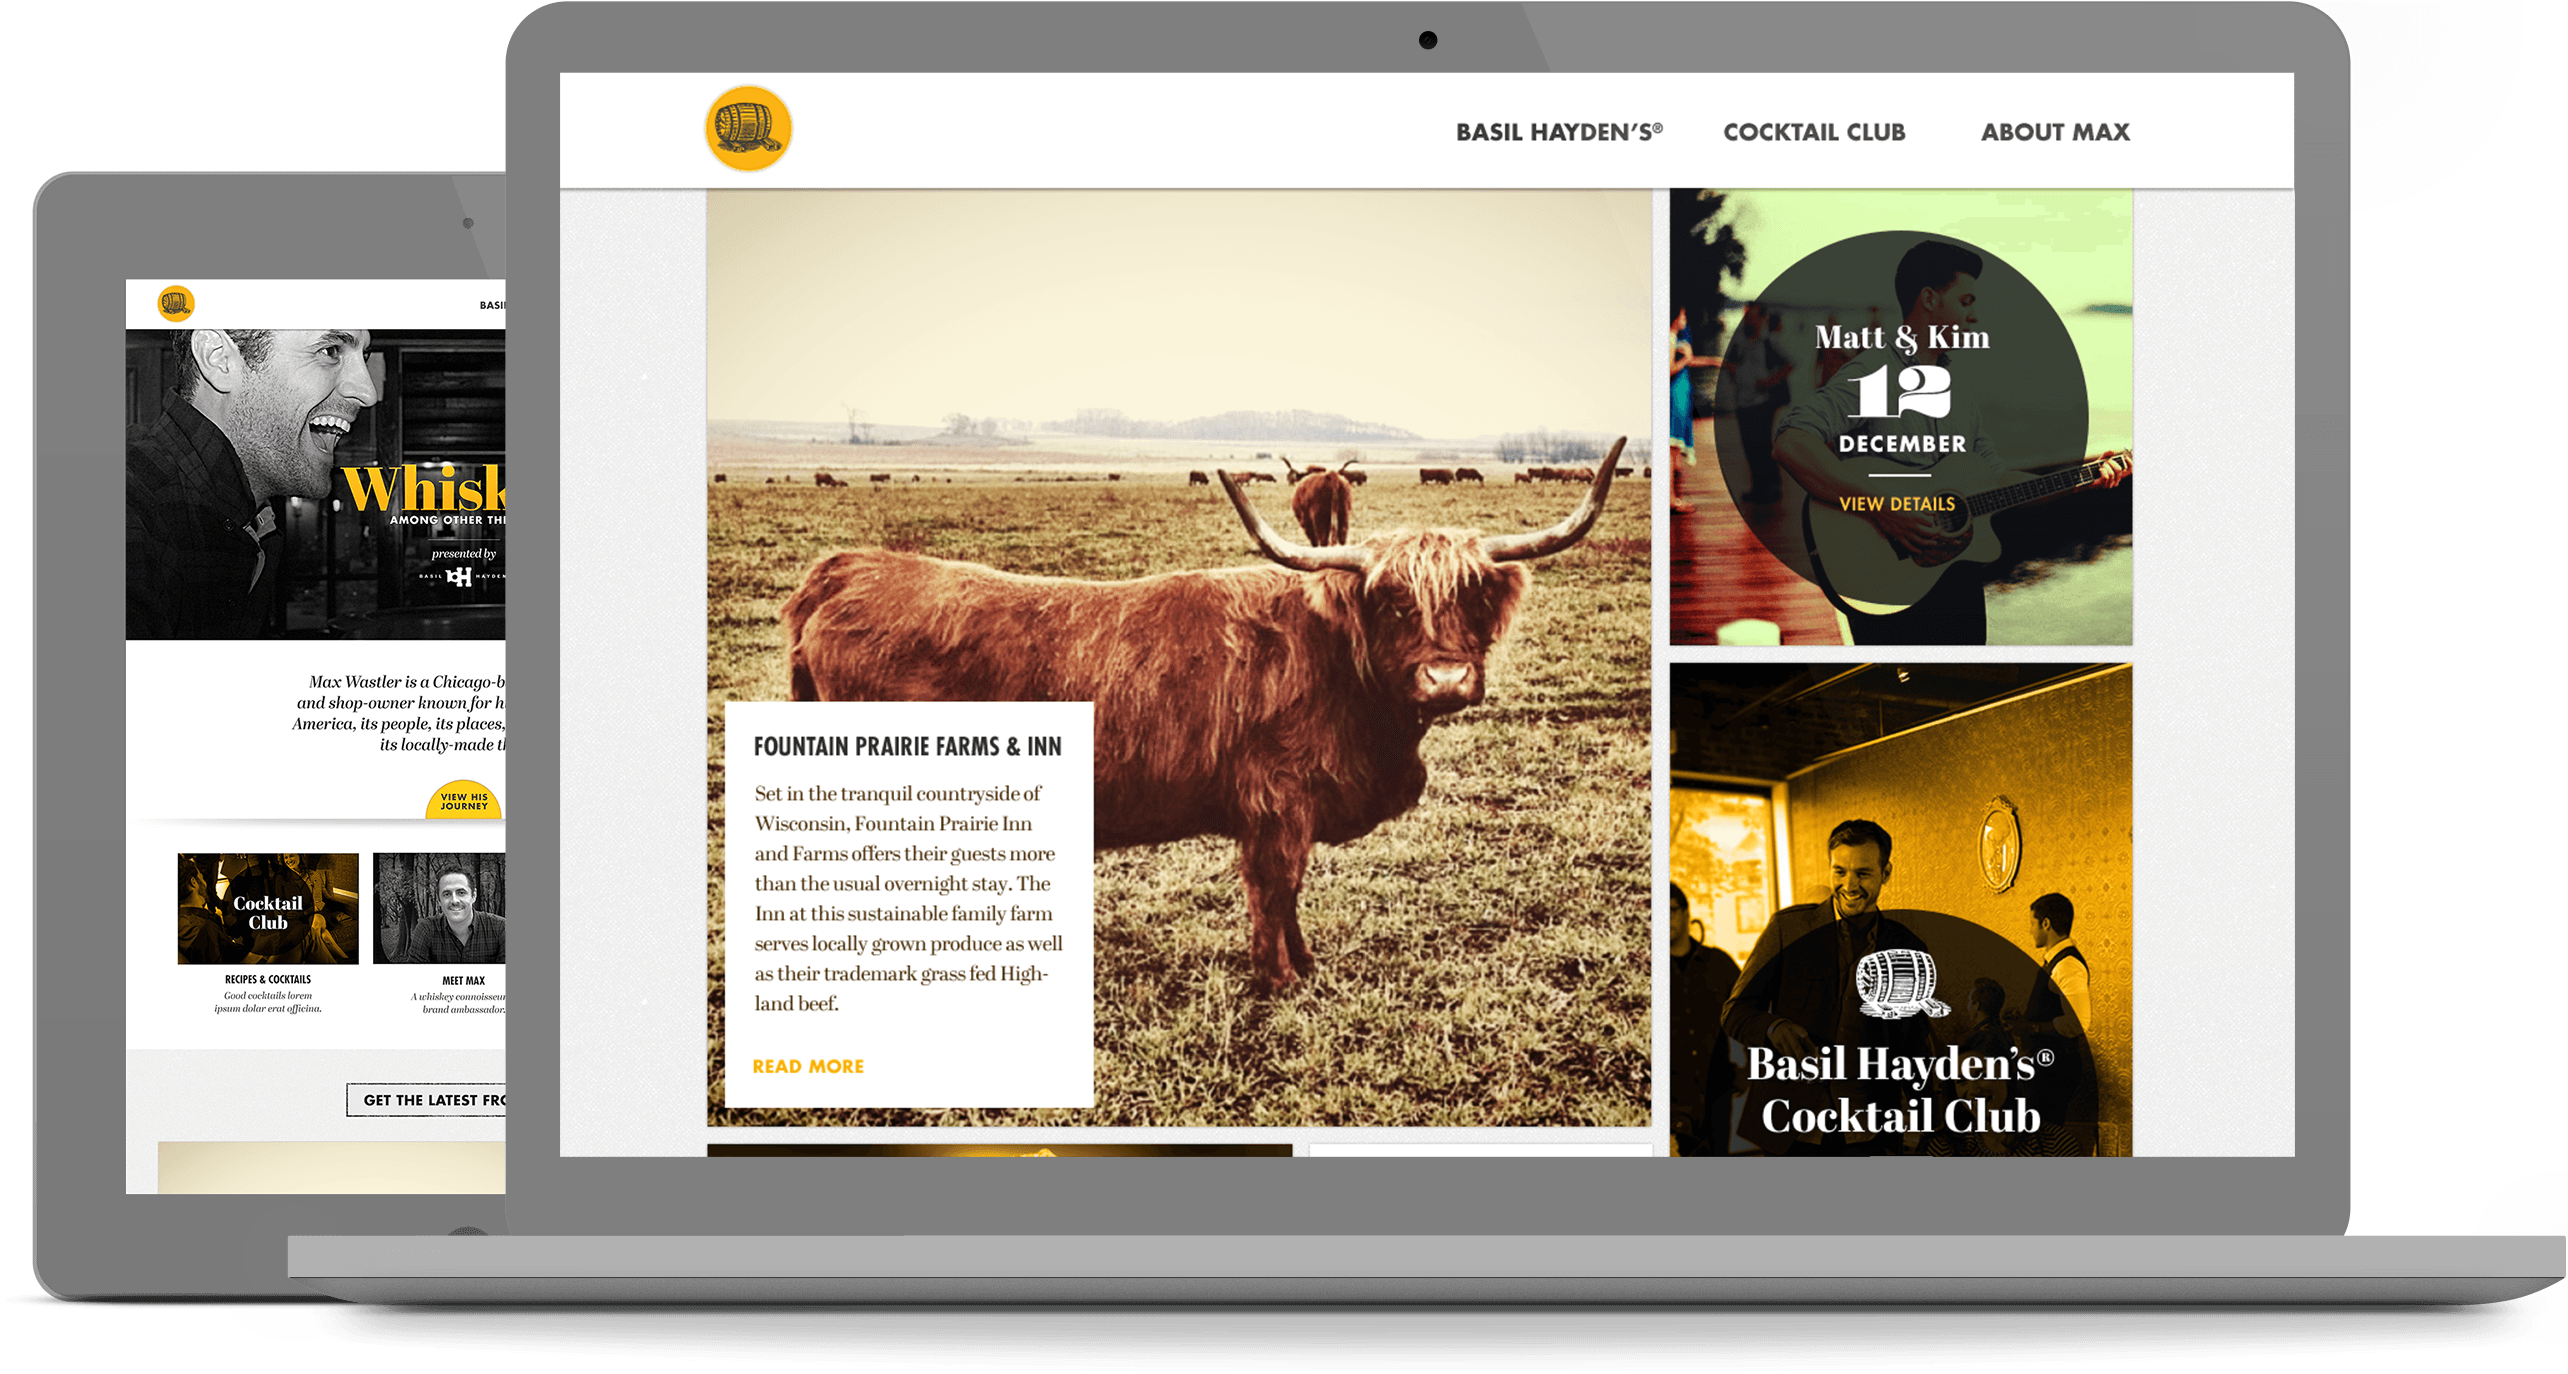 BASIL HAYDEN'S® COCKTAIL CLUB ABOUT MAX
Matt & Kim
12
DECEMBER
VIEW DETAILS
FOUNTAIN PRAIRIE FARMS & INN
Set in the tranquil countryside of
Wisconsin, Fountain Prairie Inn
and Farms offers their guests more
than the usual overnight stay. The
Inn at this sustainable family farm
serves locally grown produce as well
as their trademark grass fed High-
land beef.
READ MORE
Basil Hayden's®
Cocktail Club
BASI
Whisk
AMONG OTHER TH
presented by
BASIL bH HAYDEN
Max Wastler is a Chicago-b
and shop-owner known for h
America, its people, its places,
its locally-made t
VIEW HIS
JOURNEY
Cocktail
Club
RECIPES & COCKTAILS
Good cocktails lorem
ipsum dolar erat officina.
MEET MAX
A whiskey connoisseur
brand ambassador.
GET THE LATEST FRO